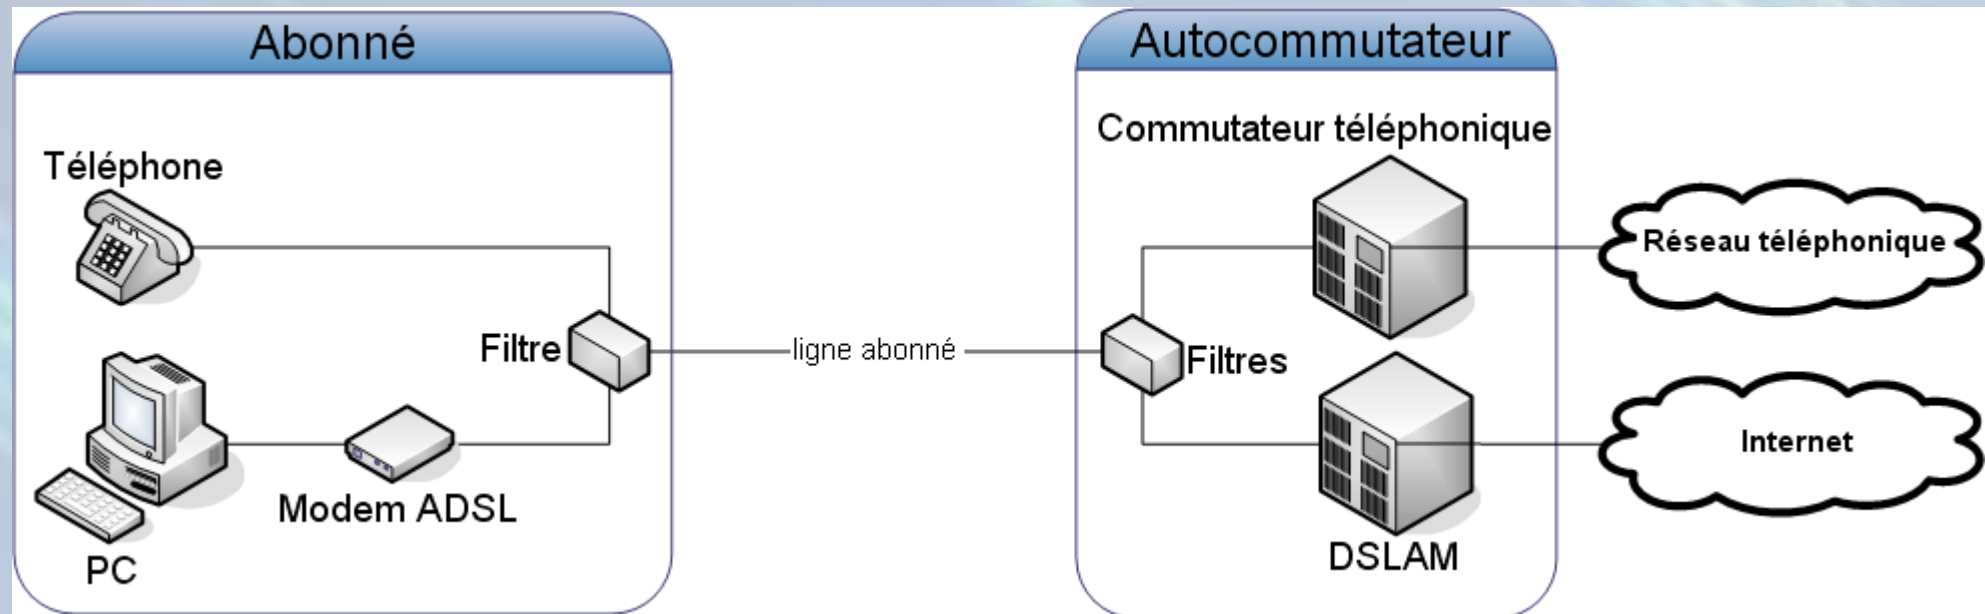 Abonné
Téléphone
Filtre
Modem ADSL
PC
ligne abonné
Autocommutateur
Commutateur téléphonique
Filtres
DSLAM
Réseau téléphonique
Internet